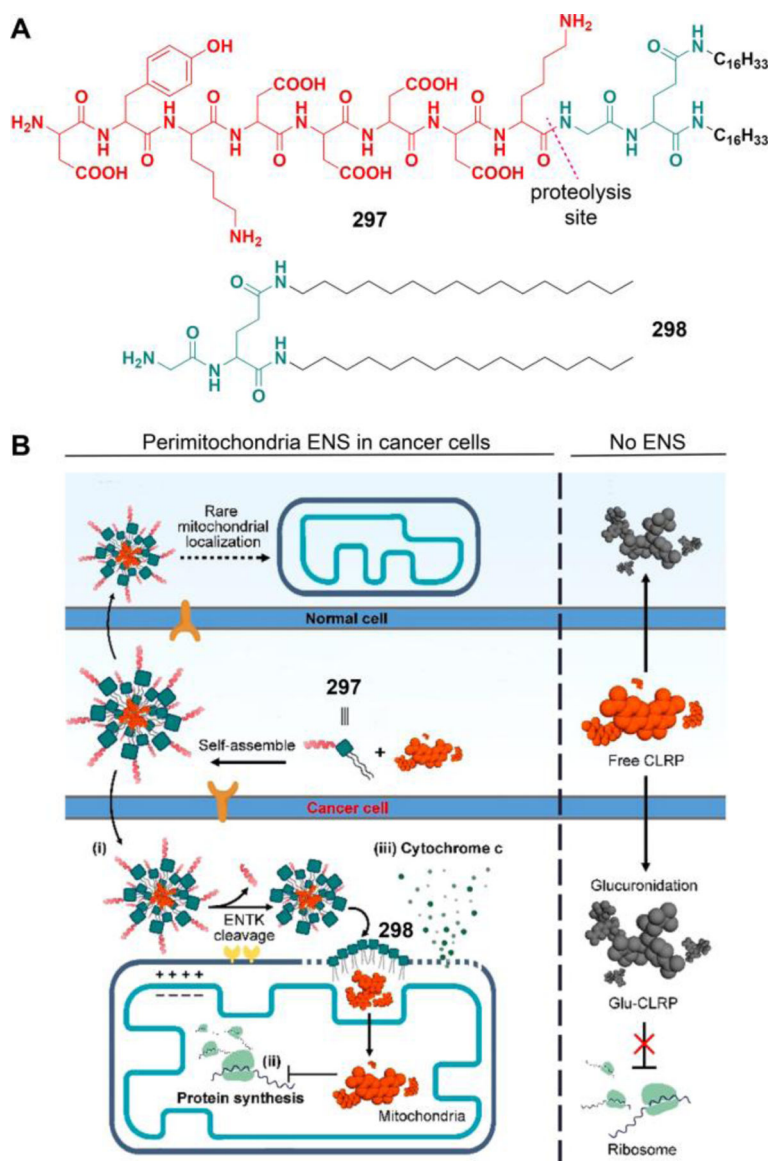 A
OH
NH2
O
O
H
N
C16H33
COOH
COOH
H2N
O
H
N
O
H
N
O
H
N
O
H
N
O
H
N
COOH
O
COOH
O
COOH
O
N
H
O
N
H
O
H
N
C16H33
NH2
297
proteolysis
site
O
H
N
298
H2N
O
N
H
O
H
N
Perimitochondria ENS in cancer cells
No ENS
B
Rare
mitochondrial
localization
Normal cell
297
Self-assemble
+
Free CLRP
Cancer cell
(i)
(iii) Cytochrome c
Glucuronidation
ENTK
cleavage
298
+ + + +
− − − −
Glu-CLRP
(ii)
Protein synthesis
Mitochondria
Ribosome